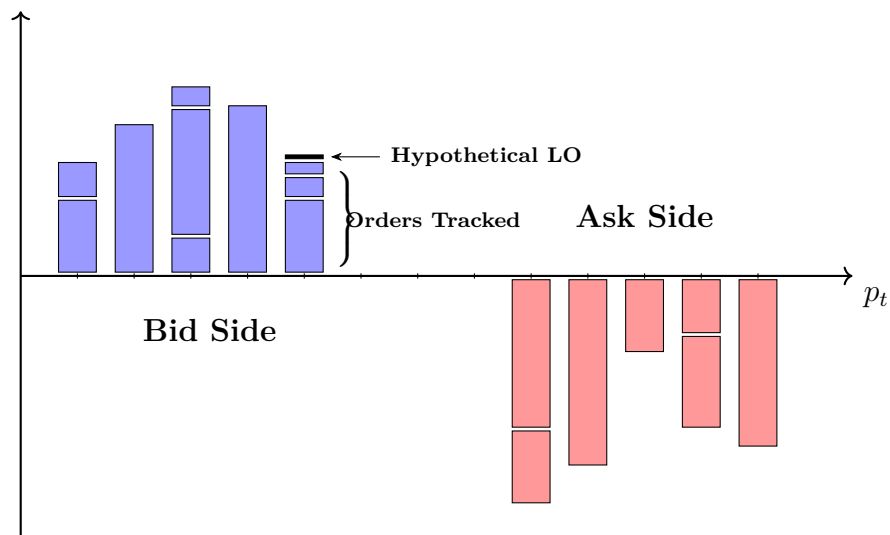 Hypothetical LO
Orders Tracked
Ask Side
p_t
Bid Side